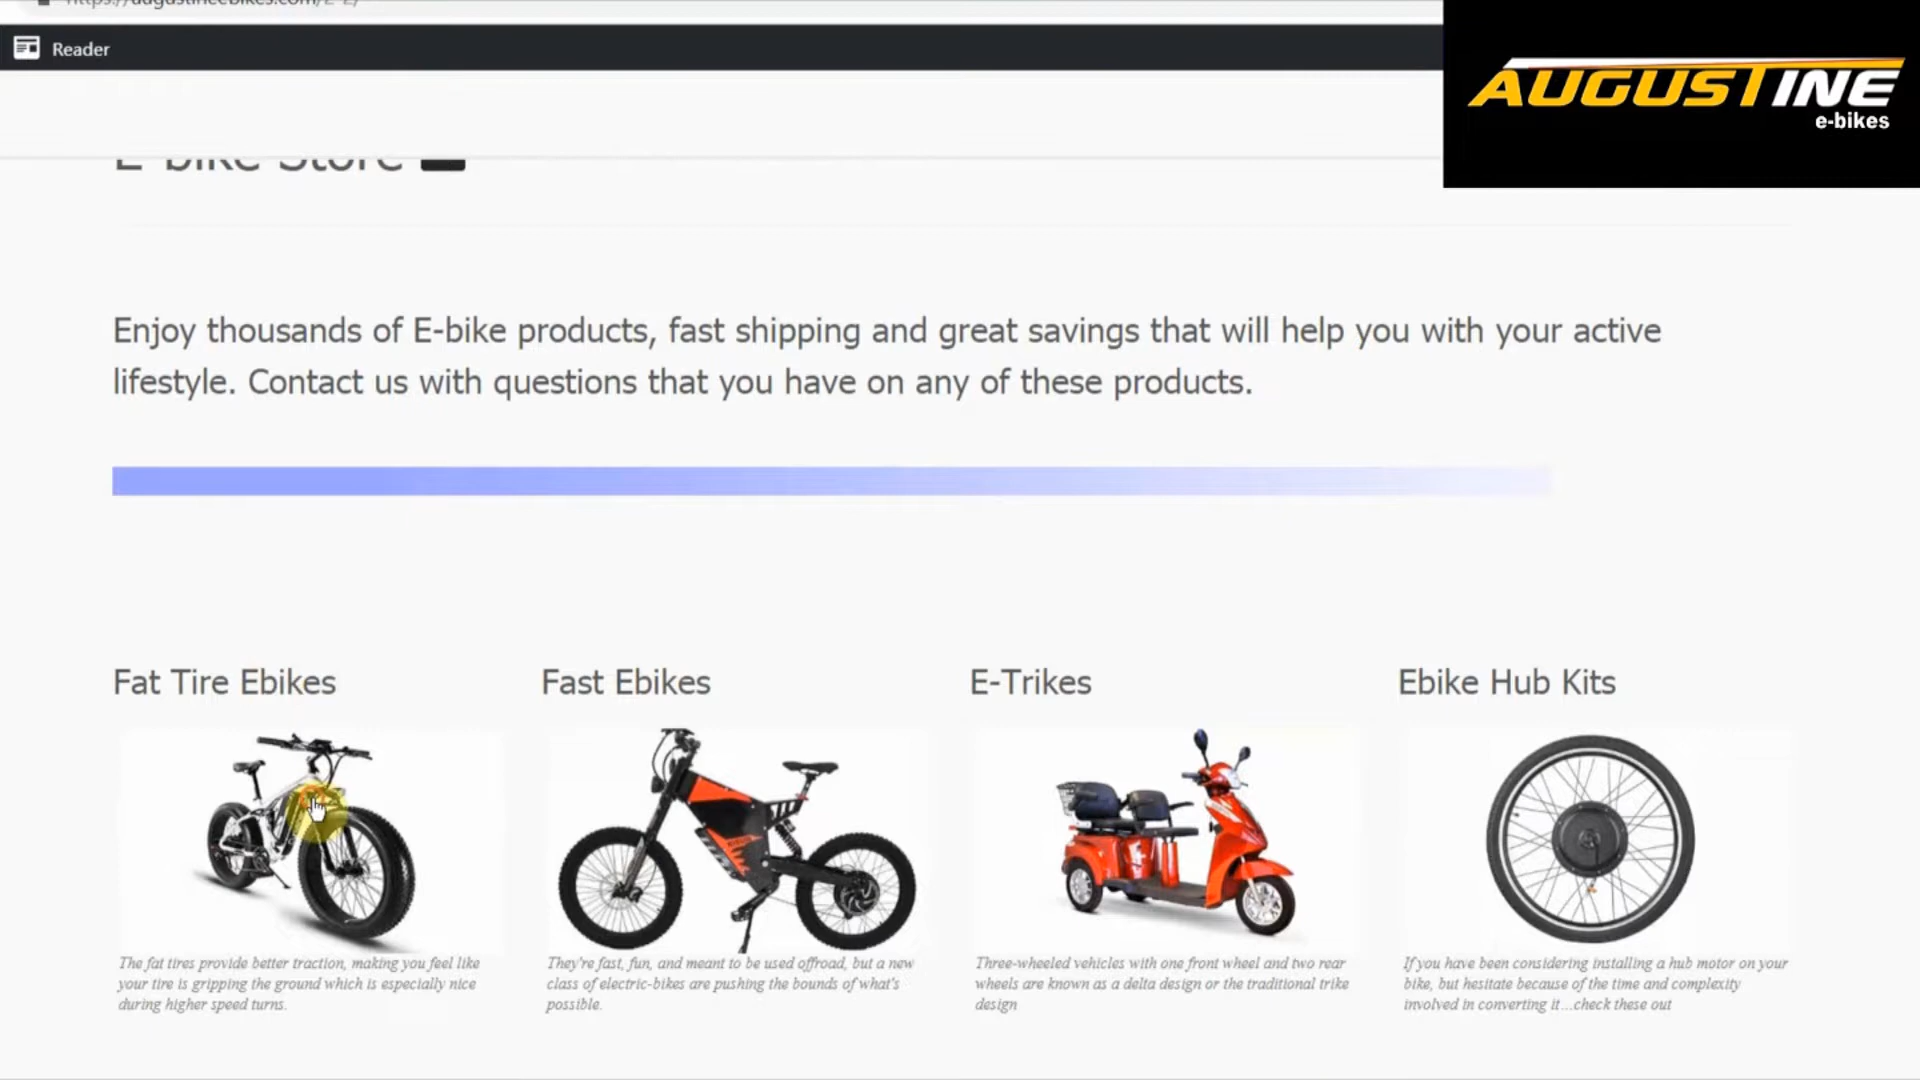 https://augustineebikes.com/2-2/
Reader
AUGUSTINE
e-bikes
E-bike Store
Enjoy thousands of E-bike products, fast shipping and great savings that will help you with your active
lifestyle. Contact us with questions that you have on any of these products.
Fat Tire Ebikes
Fast Ebikes
E-Trikes
Ebike Hub Kits
The fat tires provide better traction, making you feel like
your tire is gripping the ground which is especially nice
during higher speed turns.
They're fast, fun, and meant to be used offroad, but a new
class of electric-bikes are pushing the bounds of what's
possible.
Three-wheeled vehicles with one front wheel and two rear
wheels are known as a delta design or the traditional trike
design
If you have been considering installing a hub motor on your
bike, but hesitate because of the time and complexity
involved in converting it...check these out